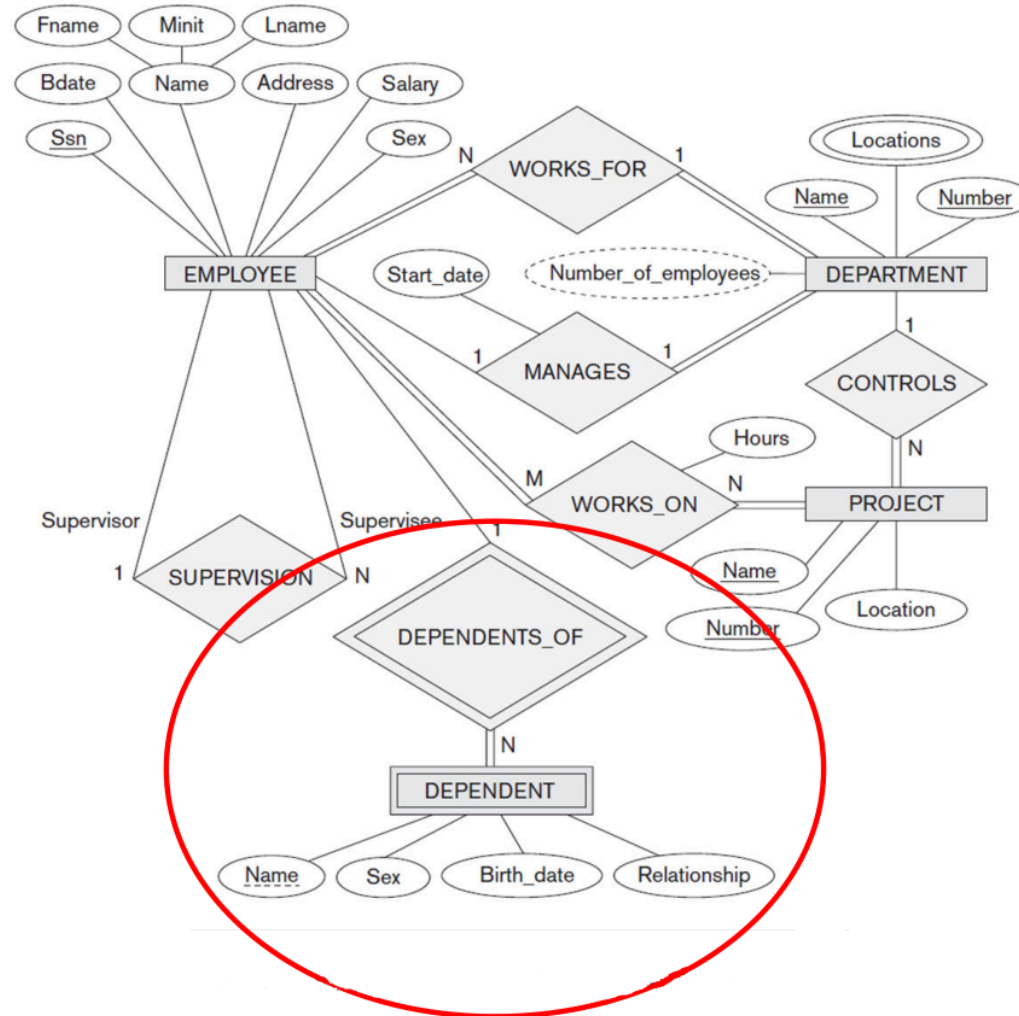 Fname Minit Lname
Bdate Name Address Salary
Ssn Sex
N WORKS_FOR 1
Locations
Name Number
EMPLOYEE Start_date Number_of_employees DEPARTMENT
1 MANAGES 1
1
CONTROLS
N
Hours
M WORKS_ON N
PROJECT
Supervisor Supervisee
1 SUPERVISION N
1
Name
Number
Location
DEPENDENTS_OF
N
DEPENDENT
Name Sex Birth_date Relationship